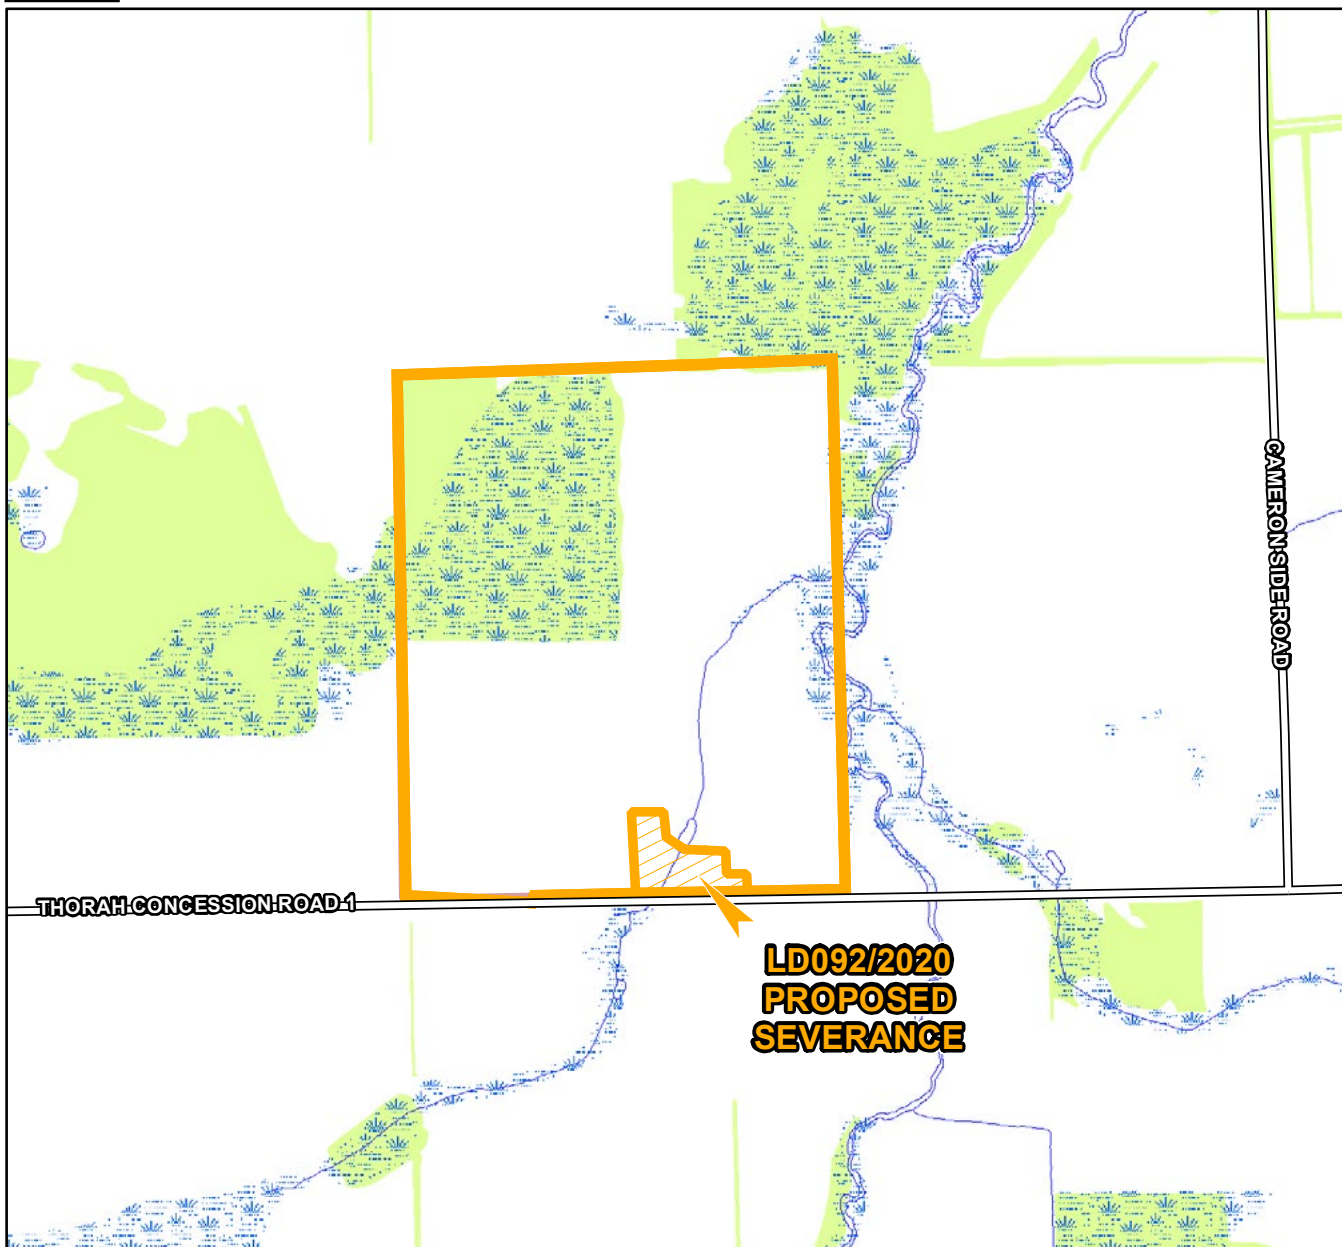 CAMERON SIDE ROAD
THORAH CONCESSION ROAD 1
LD092/2020
PROPOSED
SEVERANCE